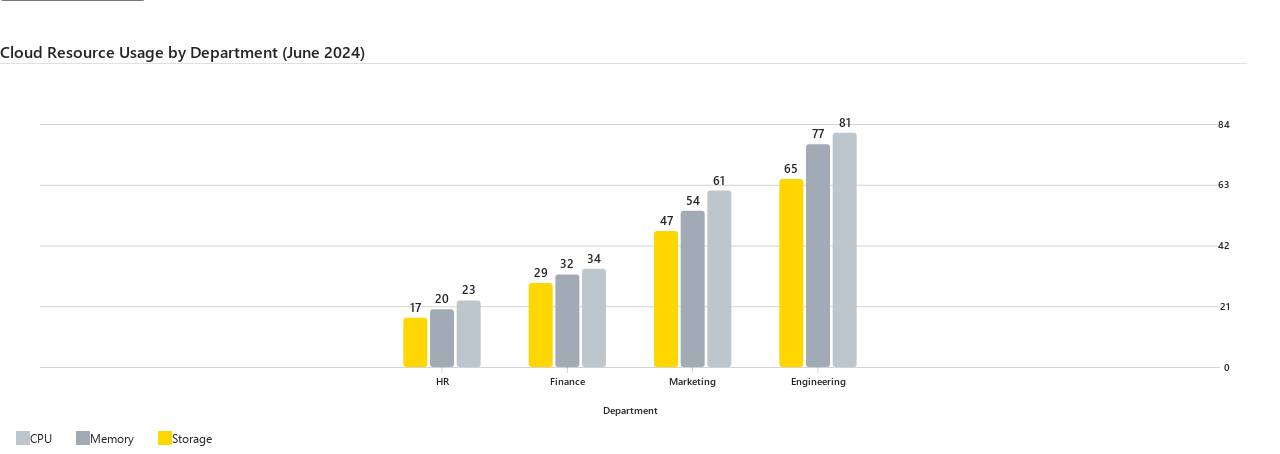 Cloud Resource Usage by Department (June 2024)
84
63
42
21
0
17
20
23
29
32
34
47
54
61
65
77
81
HR
Finance
Marketing
Engineering
Department
CPU
Memory
Storage